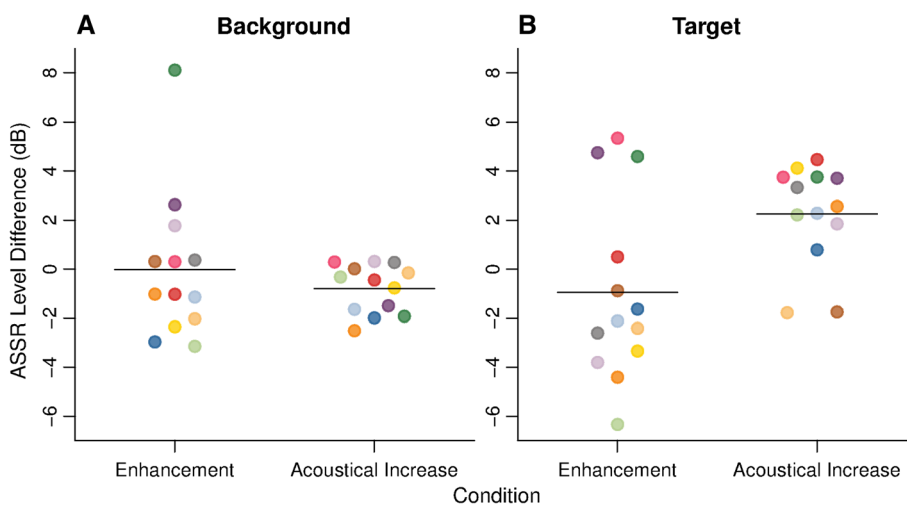 A Background
B Target
ASSR Level Difference (dB)
8
6
4
2
0
−2
−4
−6
8
6
4
2
0
−2
−4
−6
Enhancement Acoustical Increase
Enhancement Acoustical Increase
Condition